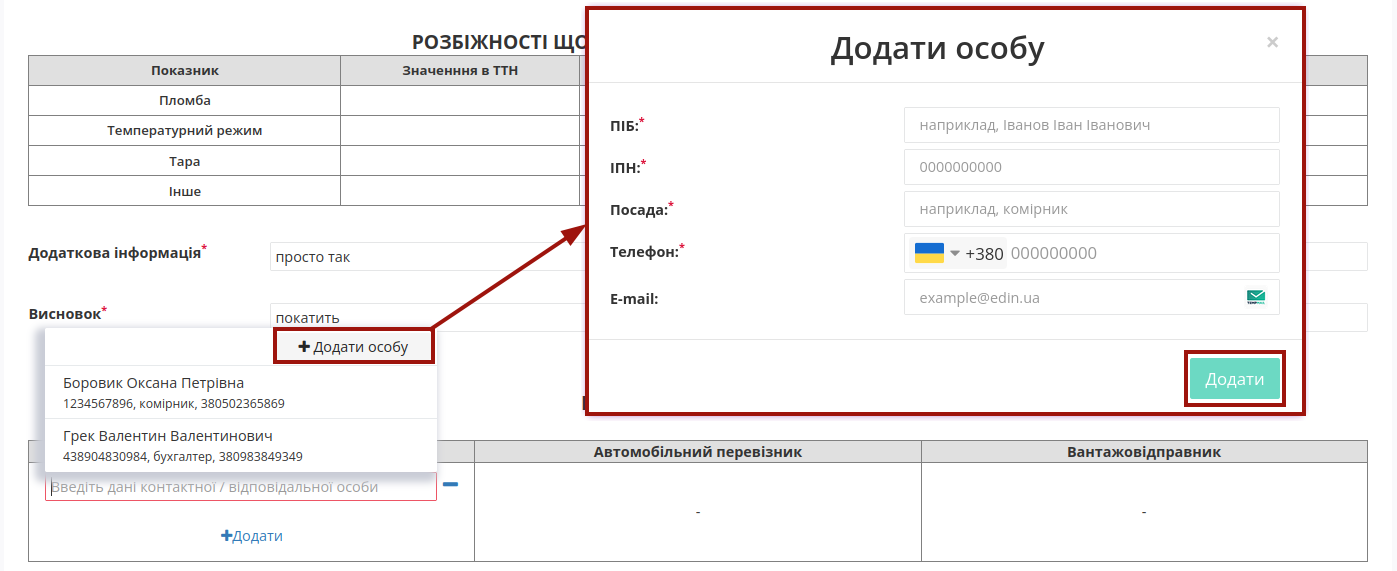 РОЗБІЖНОСТІ ЩО
Показник
Значенння в ТТН
Пломба
Температурний режим
Тара
Інше
Додаткова інформація*
просто так
Висновок*
покатить
Додати особу
Боровик Оксана Петрівна
1234567896, комірник, 380502365869
Грек Валентин Валентинович
438904830984, бухгалтер, 380983849349
Введіть дані контактної / відповідальної особи
Додати
Автомобільний перевізник
Вантажовідправник
-
-
Додати особу
×
ПІБ:*
наприклад, Іванов Іван Іванович
ІПН:*
0000000000
Посада:*
наприклад, комірник
Телефон:*
+380 000000000
E-mail:
example@edin.ua
Додати